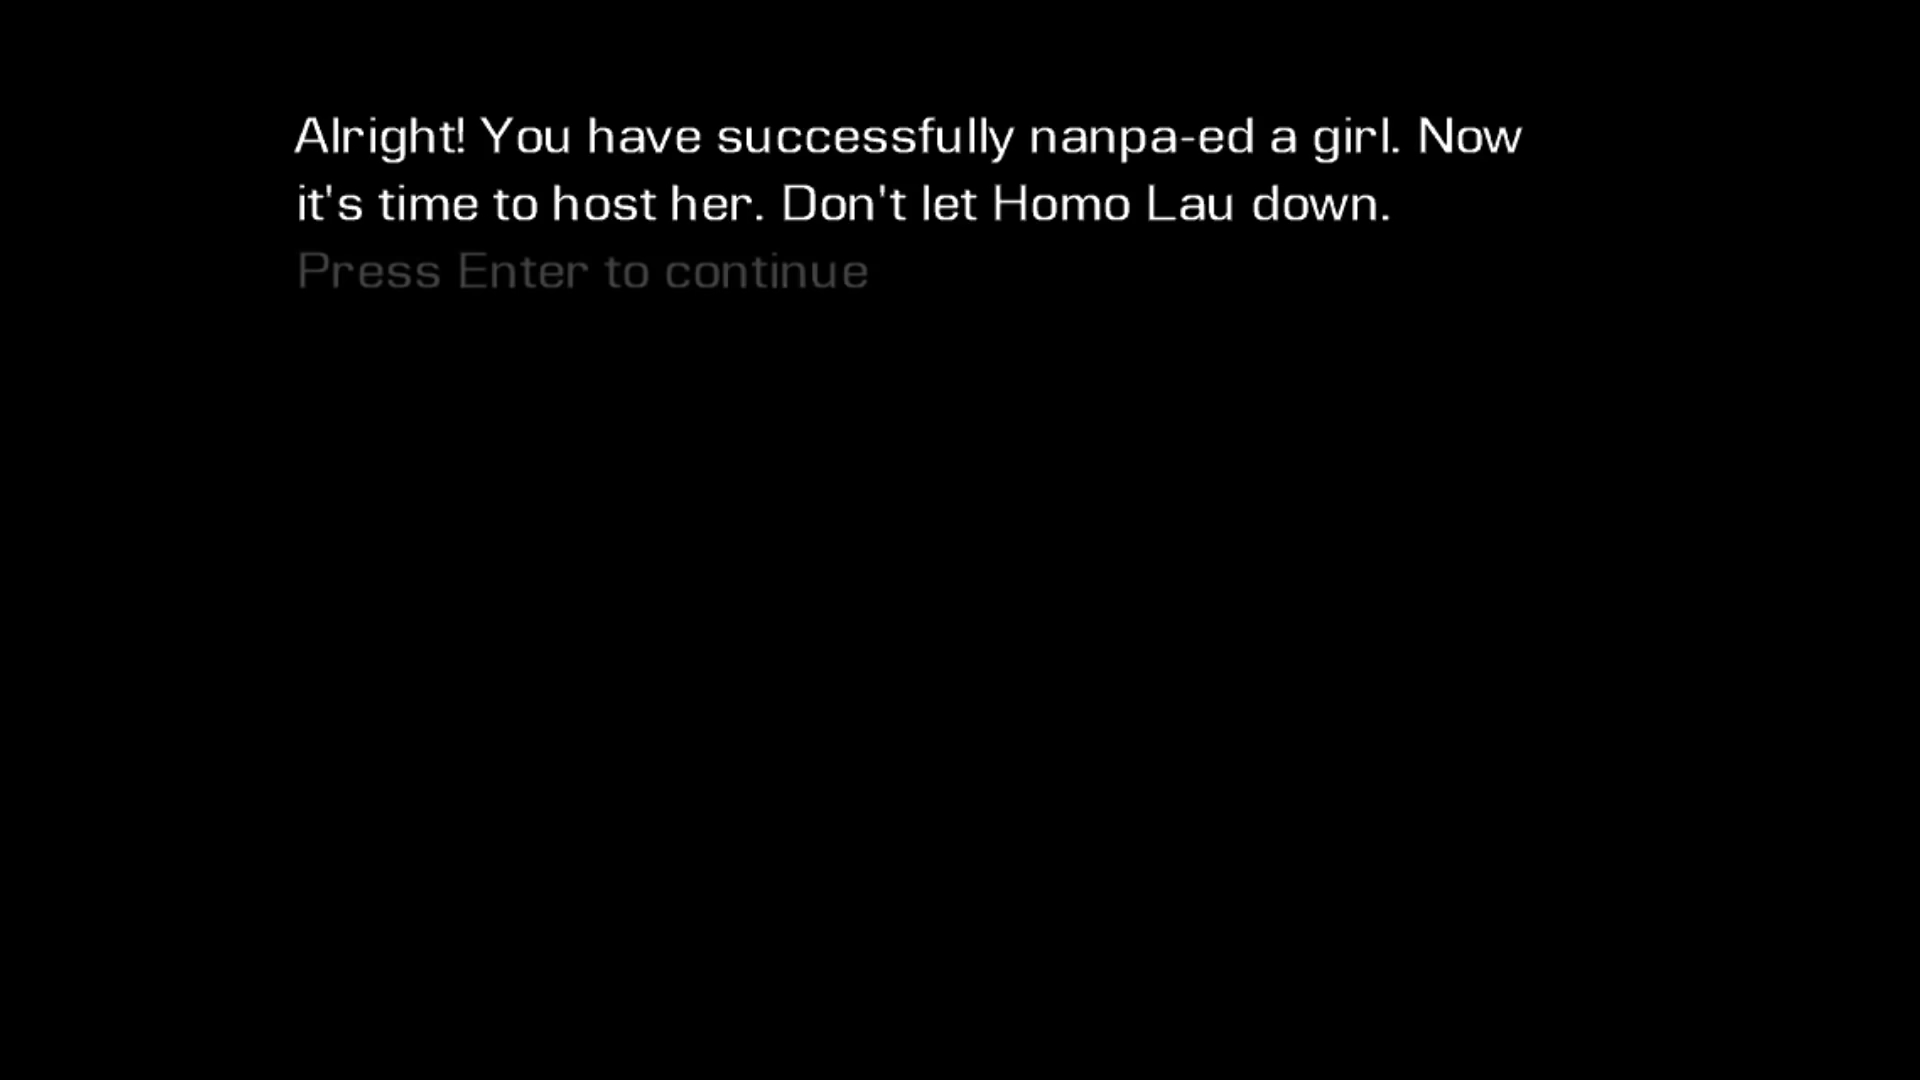 Alright! You have successfully nanpa-ed a girl. Now
it's time to host her. Don't let Homo Lau down.
Press Enter to continue